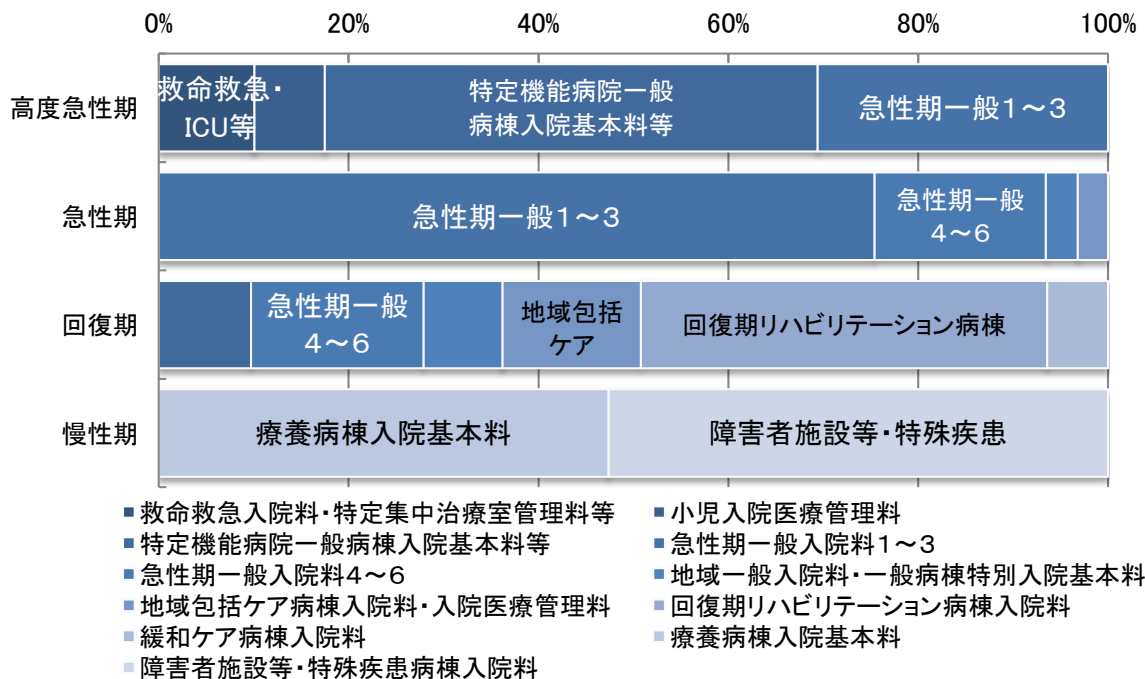 0% 20% 40% 60% 80% 100%
高度急性期
救命救急・
ICU等
特定機能病院一般
病棟入院基本料等
急性期一般1～3
急性期
急性期一般1～3
急性期一般
4～6
回復期
急性期一般
4～6
地域包括
ケア
回復期リハビリテーション病棟
慢性期
療養病棟入院基本料
障害者施設等・特殊疾患
救命救急入院料・特定集中治療室管理料等
小児入院医療管理料
特定機能病院一般病棟入院基本料等
急性期一般入院料1～3
急性期一般入院料4～6
地域一般入院料・一般病棟特別入院基本料
地域包括ケア病棟入院料・入院医療管理料
回復期リハビリテーション病棟入院料
緩和ケア病棟入院料
療養病棟入院基本料
障害者施設等・特殊疾患病棟入院料